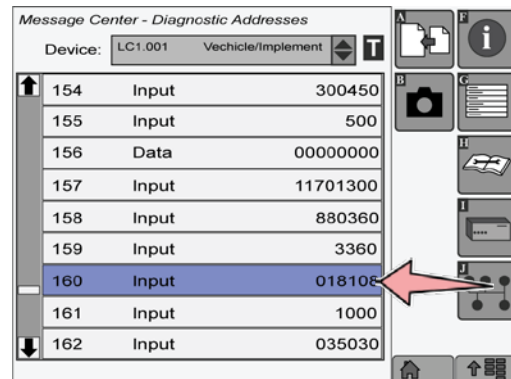 Message Center - Diagnostic Addresses
Device: LC1.001 Vechicle/Implement T
154 Input 300450
155 Input 500
156 Data 00000000
157 Input 11701300
158 Input 880360
159 Input 3360
160 Input 018108
161 Input 1000
162 Input 035030
A
F
i
B
G
H
I
J